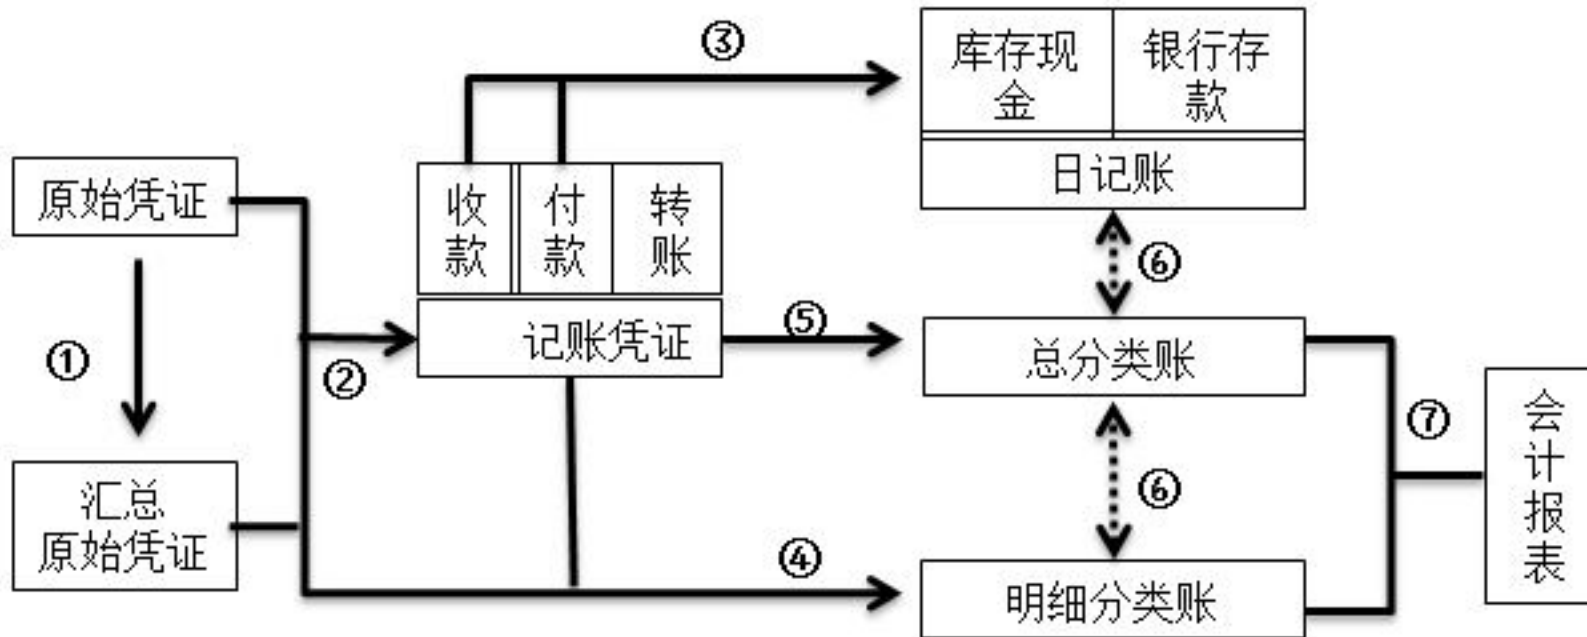 ③
库存现
金
银行存
款
日记账
原始凭证
收
款
付
款
转
账
⑥
①
②
记账凭证
⑤
总分类账
⑦
会
计
报
表
汇总
原始凭证
⑥
④
明细分类账